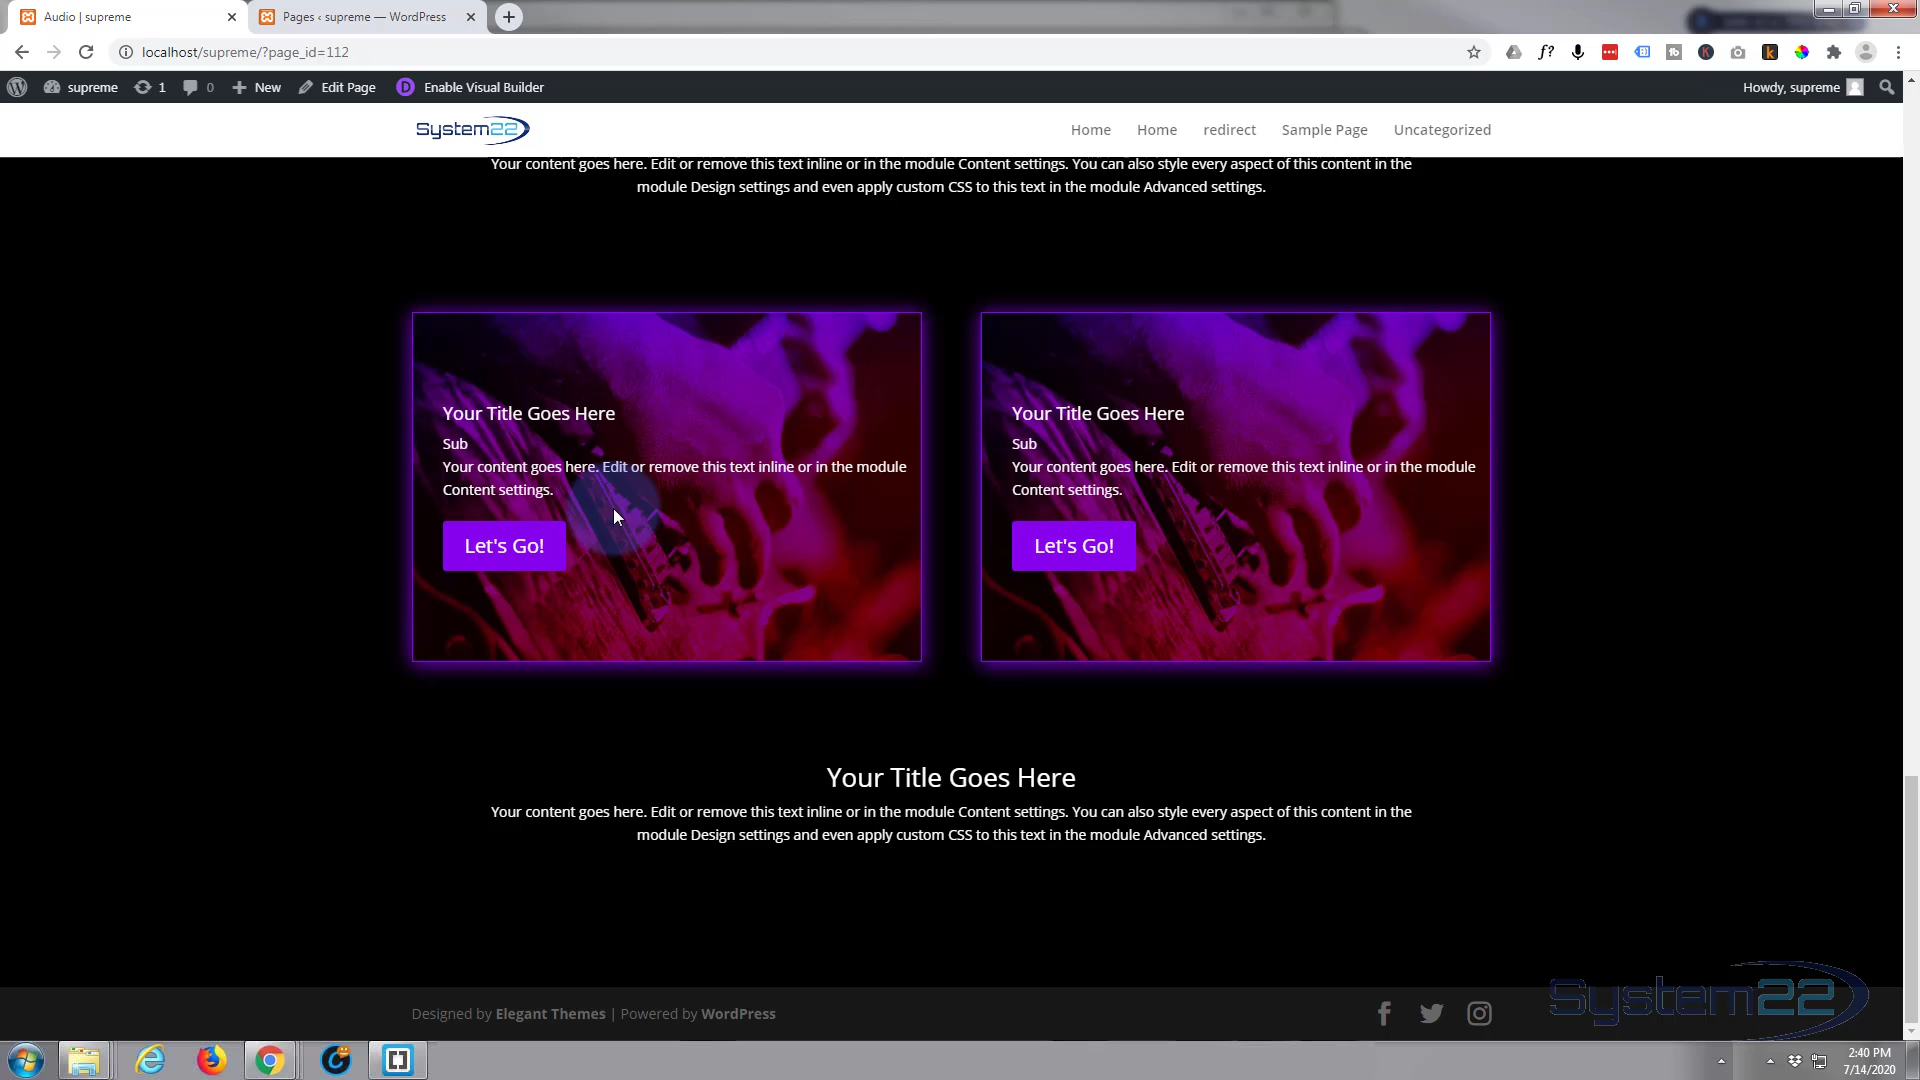 Audio | supreme
Pages ‹ supreme — WordPress
localhost/supreme/?page_id=112
supreme 1 0 New Edit Page D Enable Visual Builder Howdy, supreme
System22 Home Home redirect Sample Page Uncategorized
Your content goes here. Edit or remove this text inline or in the module Content settings. You can also style every aspect of this content in the
module Design settings and even apply custom CSS to this text in the module Advanced settings.
Your Title Goes Here
Sub
Your content goes here. Edit or remove this text inline or in the module
Content settings.
Let's Go!
Your Title Goes Here
Sub
Your content goes here. Edit or remove this text inline or in the module
Content settings.
Let's Go!
Your Title Goes Here
Your content goes here. Edit or remove this text inline or in the module Content settings. You can also style every aspect of this content in the
module Design settings and even apply custom CSS to this text in the module Advanced settings.
Designed by Elegant Themes | Powered by WordPress
System22
2:40 PM
7/14/2020